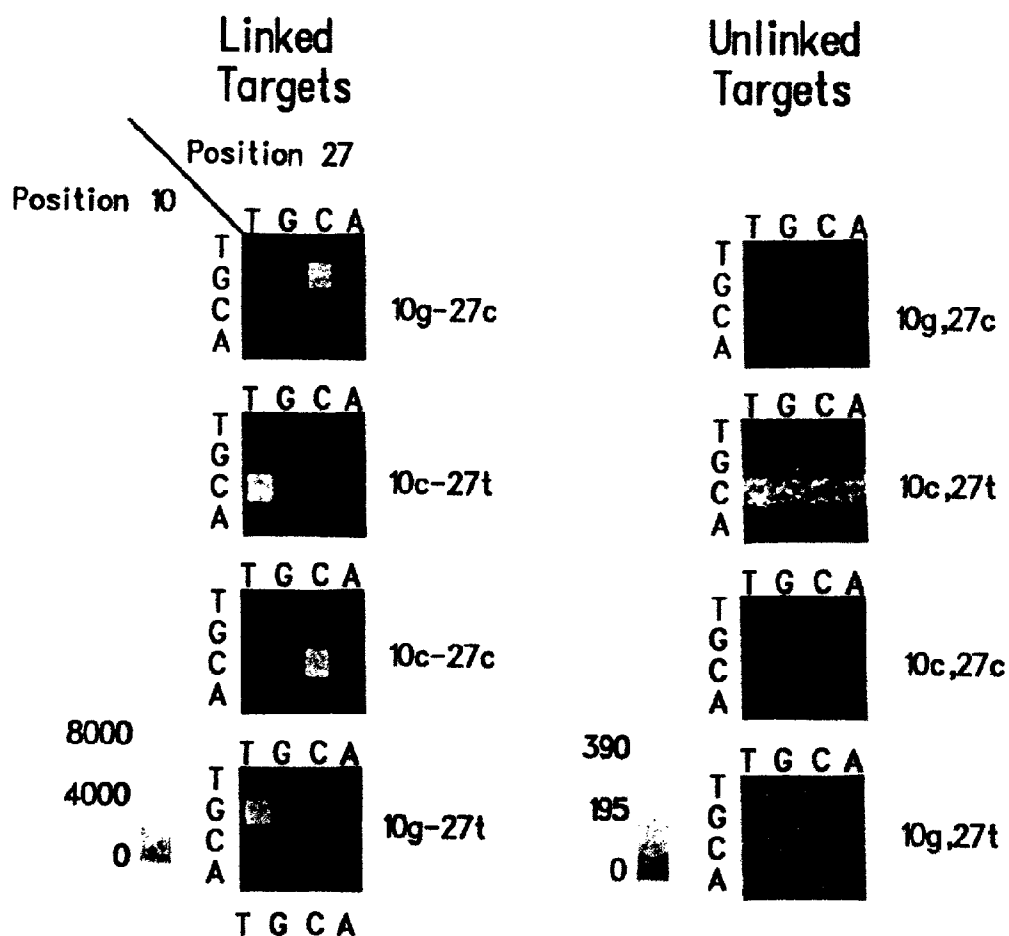 Linked
Targets
Unlinked
Targets
Position 27
Position 10
T G C A
T
G
C
A
10g-27c
T G C A
T
G
C
A
10g,27c
T G C A
T
G
C
A
10c-27t
T G C A
T
G
C
A
10c,27t
T G C A
T
G
C
A
10c-27c
T G C A
T
G
C
A
10c,27c
8000
4000
0
T G C A
T
G
C
A
10g-27t
390
195
0
T G C A
T
G
C
A
10g,27t
T G C A